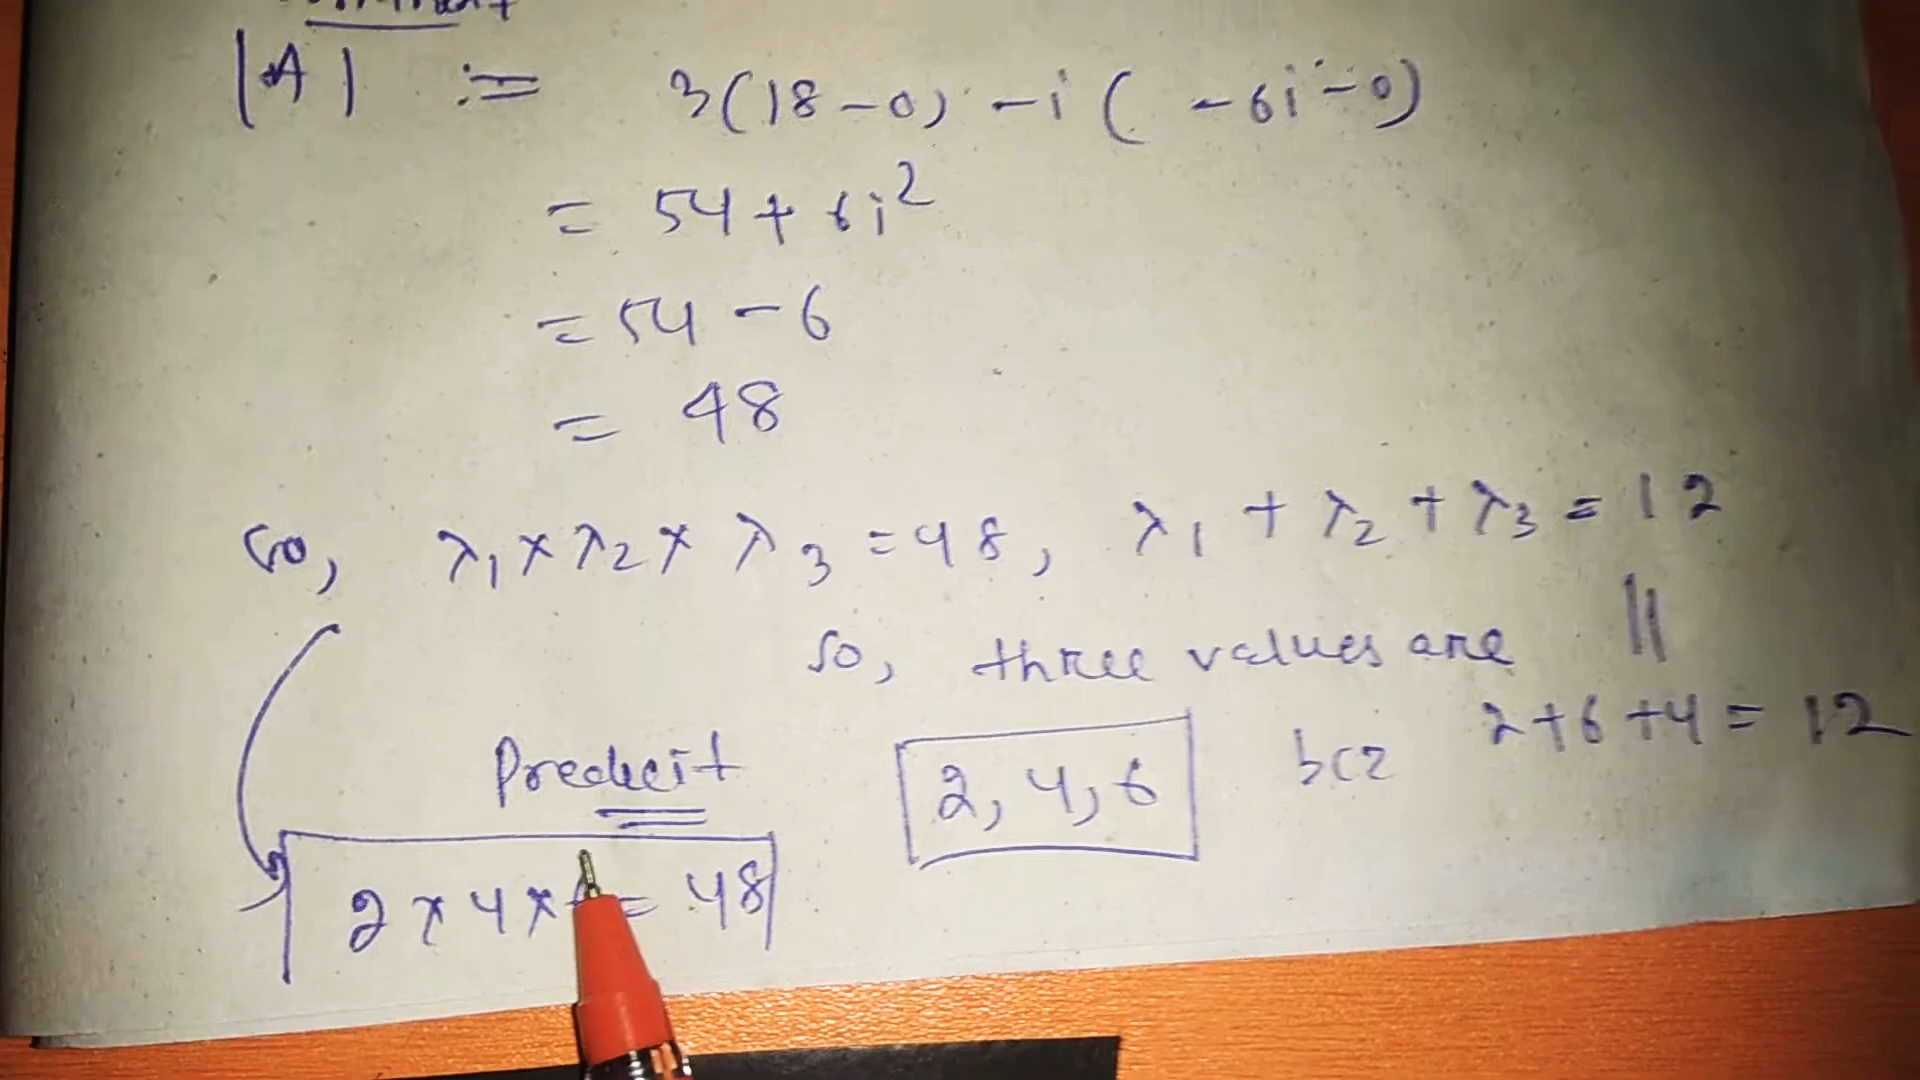 |A| := 3(18-0) -i( -6i-0)
= 54 + 6i²
= 54 - 6
= 48
so, λ₁ × λ₂ × λ₃ = 48, λ₁ + λ₂ + λ₃ = 12
so, three values are ||
2+6+4 = 12
Predict 2, 4, 6 bcz
2 × 4 × = 48